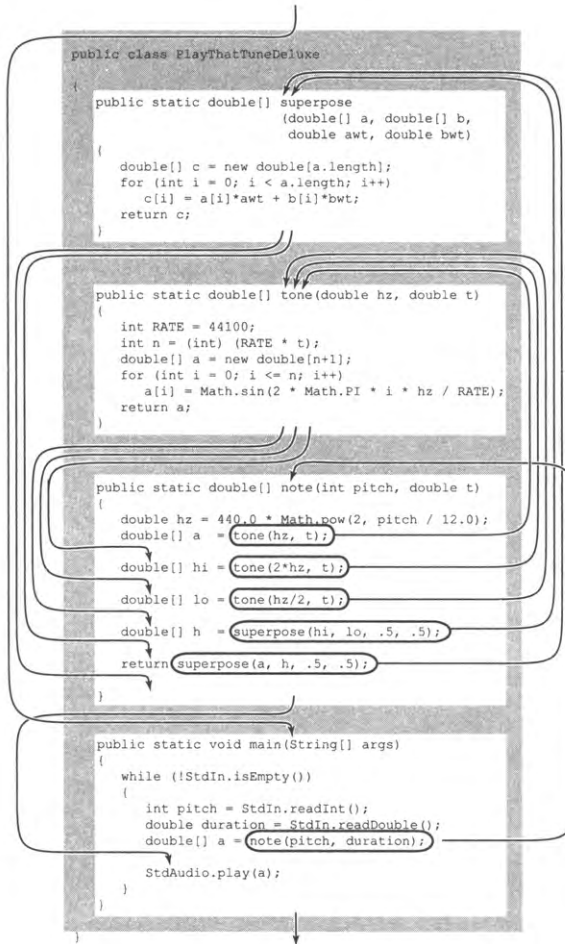 public class PlayThatTuneDeluxe
{
public static double[] superpose
(double[] a, double[] b,
double awt, double bwt)
{
double[] c = new double[a.length];
for (int i = 0; i < a.length; i++)
c[i] = a[i]*awt + b[i]*bwt;
return c;
}
public static double[] tone(double hz, double t)
{
int RATE = 44100;
int n = (int) (RATE * t);
double[] a = new double[n+1];
for (int i = 0; i <= n; i++)
a[i] = Math.sin(2 * Math.PI * i * hz / RATE);
return a;
}
public static double[] note(int pitch, double t)
{
double hz = 440.0 * Math.pow(2, pitch / 12.0);
double[] a = tone(hz, t);
double[] hi = tone(2*hz, t);
double[] lo = tone(hz/2, t);
double[] h = superpose(hi, lo, .5, .5);
return superpose(a, h, .5, .5);
}
public static void main(String[] args)
{
while (!StdIn.isEmpty())
{
int pitch = StdIn.readInt();
double duration = StdIn.readDouble();
double[] a = note(pitch, duration);
StdAudio.play(a);
}
}
}